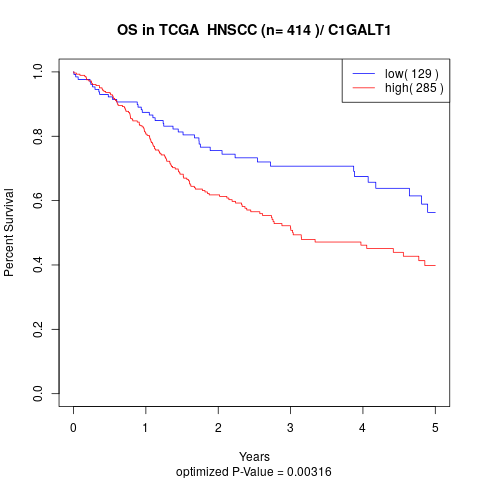 OS in TCGA  HNSCC (n= 414 )/ C1GALT1
low( 129 )
high( 285 )
Percent Survival
1.0
0.8
0.6
0.4
0.2
0.0
0 1 2 3 4 5
Years
optimized P-Value = 0.00316